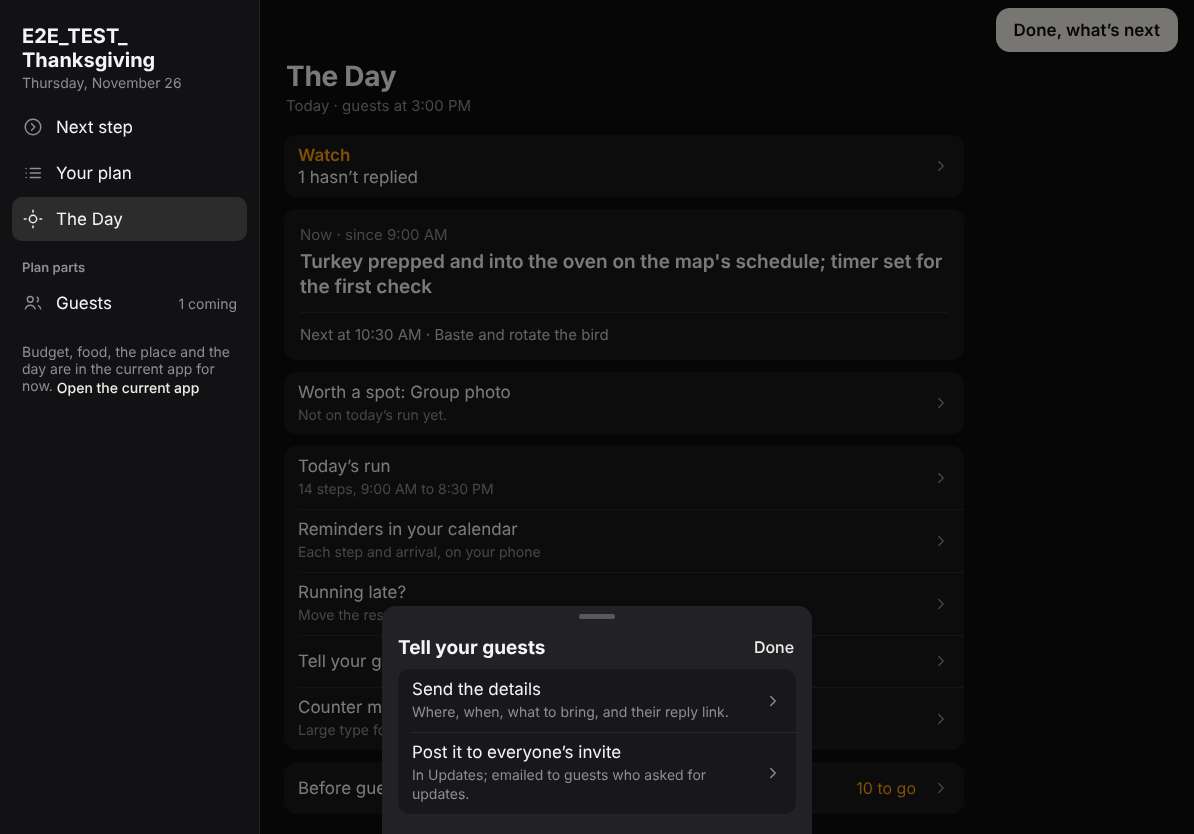 E2E_TEST_
Thanksgiving
Thursday, November 26
Next step
Your plan
The Day
Plan parts
Guests
1 coming
Budget, food, the place and the
day are in the current app for
now. Open the current app
Done, what’s next
The Day
Today · guests at 3:00 PM
Watch
1 hasn’t replied
Now · since 9:00 AM
Turkey prepped and into the oven on the map's schedule; timer set for
the first check
Next at 10:30 AM · Baste and rotate the bird
Worth a spot: Group photo
Not on today’s run yet.
Today’s run
14 steps, 9:00 AM to 8:30 PM
Reminders in your calendar
Each step and arrival, on your phone
Running late?
Move the res
Tell your g
Counter m
Large type fo
Before gue
10 to go
Tell your guests
Done
Send the details
Where, when, what to bring, and their reply link.
Post it to everyone’s invite
In Updates; emailed to guests who asked for
updates.